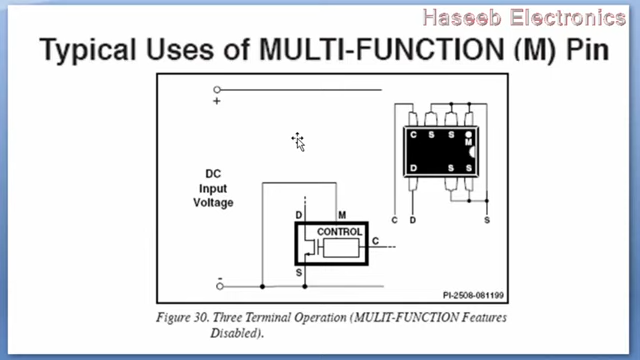 Haseeb Electronics
Typical Uses of MULTI-FUNCTION (M) Pin
+
DC
Input
Voltage
D
M
CONTROL
C
S
-
C S S M
D S S
C D S
PI-2508-081199
Figure 30. Three Terminal Operation (MULIT-FUNCTION Features
Disabled).